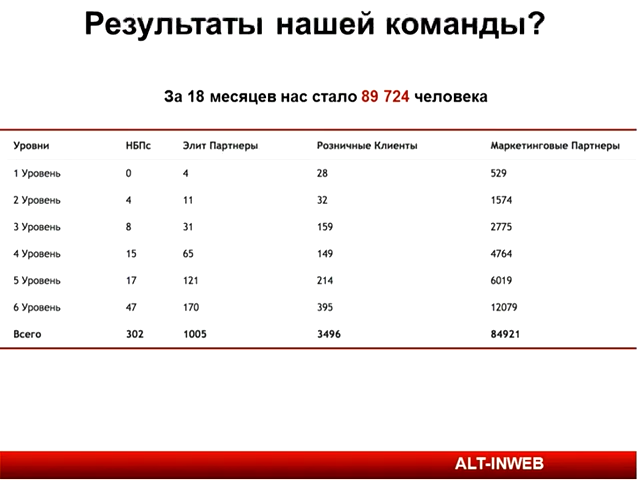 Результаты нашей команды?
За 18 месяцев нас стало 89 724 человека
Уровни НБПс Элит Партнеры Розничные Клиенты Маркетинговые Партнеры
1 Уровень 0 4 28 529
2 Уровень 4 11 32 1574
3 Уровень 8 31 159 2775
4 Уровень 15 65 149 4764
5 Уровень 17 121 214 6019
6 Уровень 47 170 395 12079
Всего 302 1005 3496 84921
ALT-INWEB